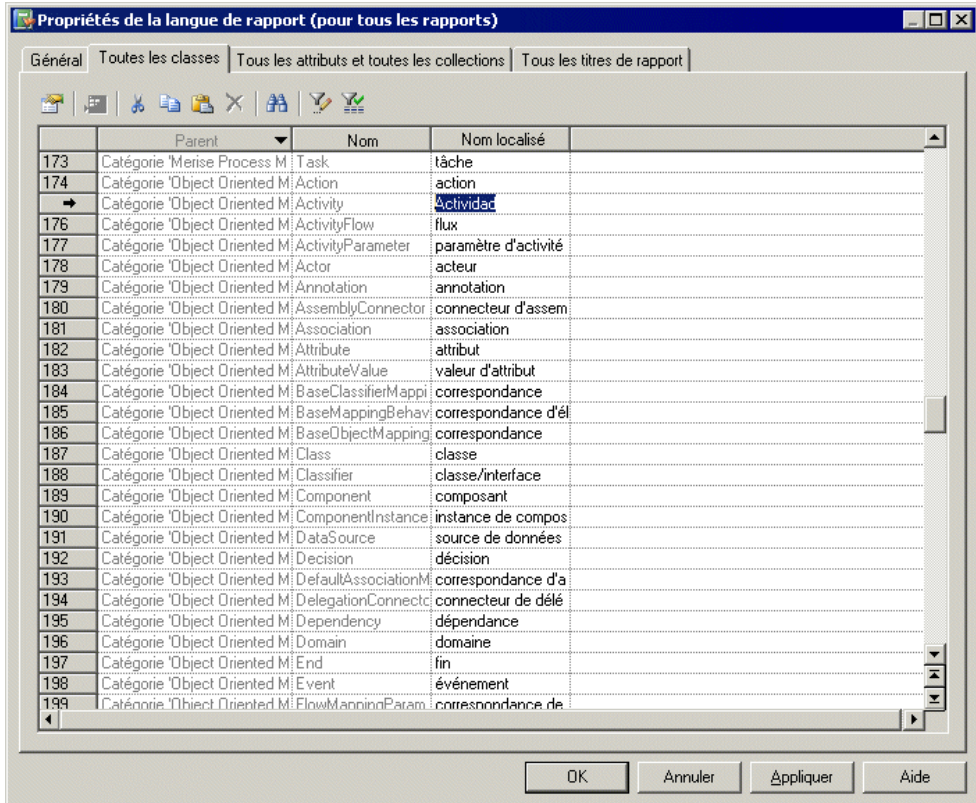 Propriétés de la langue de rapport (pour tous les rapports)
Général Toutes les classes Tous les attributs et toutes les collections Tous les titres de rapport
Parent Nom Nom localisé
173 Catégorie 'Merise Process M Task tâche
174 Catégorie 'Object Oriented M Action action
Catégorie 'Object Oriented M Activity Actividad
176 Catégorie 'Object Oriented M ActivityFlow flux
177 Catégorie 'Object Oriented M ActivityParameter paramètre d'activité
178 Catégorie 'Object Oriented M Actor acteur
179 Catégorie 'Object Oriented M Annotation annotation
180 Catégorie 'Object Oriented M AssemblyConnector connecteur d'assem
181 Catégorie 'Object Oriented M Association association
182 Catégorie 'Object Oriented M Attribute attribut
183 Catégorie 'Object Oriented M AttributeValue valeur d'attribut
184 Catégorie 'Object Oriented M BaseClassifierMappi correspondance
185 Catégorie 'Object Oriented M BaseMappingBehav correspondance d'él
186 Catégorie 'Object Oriented M BaseObjectMapping correspondance
187 Catégorie 'Object Oriented M Class classe
188 Catégorie 'Object Oriented M Classifier classe/interface
189 Catégorie 'Object Oriented M Component composant
190 Catégorie 'Object Oriented M ComponentInstance instance de compos
191 Catégorie 'Object Oriented M DataSource source de données
192 Catégorie 'Object Oriented M Decision décision
193 Catégorie 'Object Oriented M DefaultAssociationM correspondance d'a
194 Catégorie 'Object Oriented M DelegationConnecto connecteur de délé
195 Catégorie 'Object Oriented M Dependency dépendance
196 Catégorie 'Object Oriented M Domain domaine
197 Catégorie 'Object Oriented M End fin
198 Catégorie 'Object Oriented M Event événement
199 Catégorie 'Object Oriented M FlowMappingParam correspondance de
OK Annuler Appliquer Aide